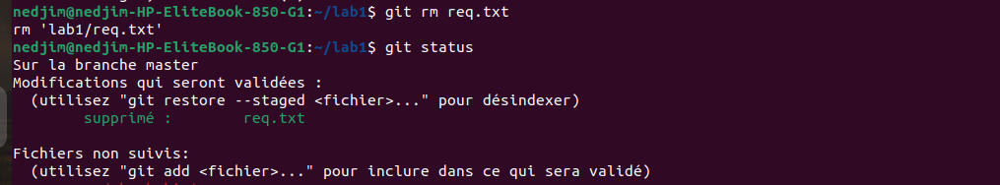 nedjim@nedjim-HP-EliteBook-850-G1:~/lab1$ git rm req.txt
rm 'lab1/req.txt'
nedjim@nedjim-HP-EliteBook-850-G1:~/lab1$ git status
Sur la branche master
Modifications qui seront validées :
  (utilisez "git restore --staged <fichier>..." pour désindexer)
        supprimé :        req.txt

Fichiers non suivis:
  (utilisez "git add <fichier>..." pour inclure dans ce qui sera validé)